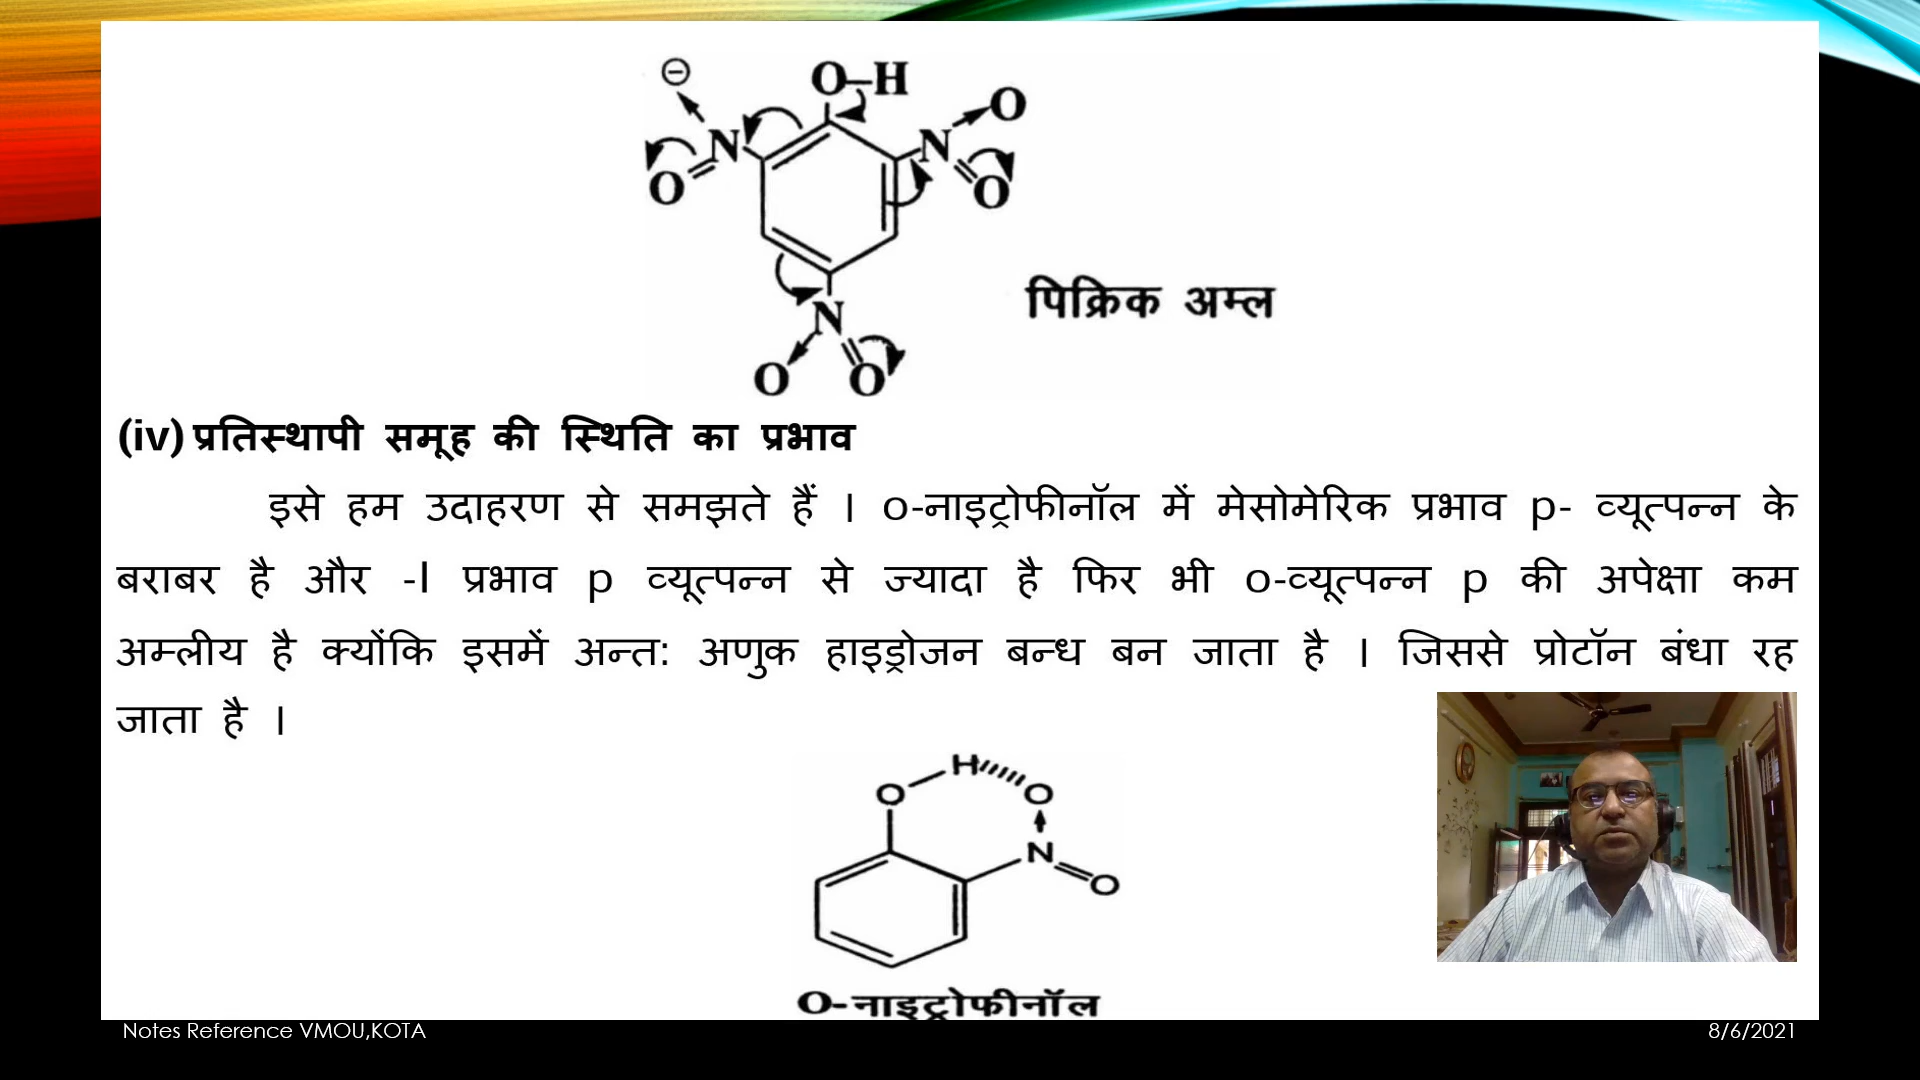 ⊖
O–H
O
N
N
O
O
पिक्रिक अम्ल
N
O
O
(iv) प्रतिस्थापी समूह की स्थिति का प्रभाव
इसे हम उदाहरण से समझते हैं । o-नाइट्रोफीनॉल में मेसोमेरिक प्रभाव p- व्यूत्पन्न के
बराबर है और -I प्रभाव p व्यूत्पन्न से ज्यादा है फिर भी o-व्यूत्पन्न p की अपेक्षा कम
अम्लीय है क्योंकि इसमें अन्त: अणुक हाइड्रोजन बन्ध बन जाता है । जिससे प्रोटॉन बंधा रह
जाता है ।
H
O
O
N
O
O-नाइट्रोफीनॉल
Notes Reference VMOU,KOTA
8/6/2021